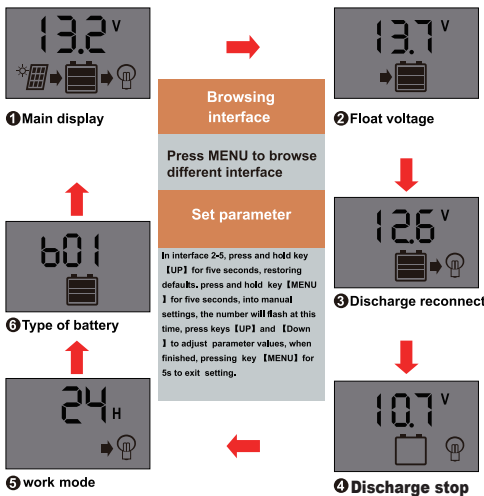 13.2 V
❶Main display
13.7 V
❷Float voltage
Browsing
interface
Press MENU to browse
different interface
Set parameter
In interface 2-5, press and hold key
【UP】for five seconds, restoring
defaults. press and hold key【MENU
】for five seconds, into manual
settings, the number will flash at this
time, press keys【UP】and【Down
】to adjust parameter values, when
finished, pressing key【MENU】for
5s to exit setting.
12.6 V
❸Discharge reconnect
10.7 V
❹Discharge stop
24 H
❺work mode
b01
❻Type of battery